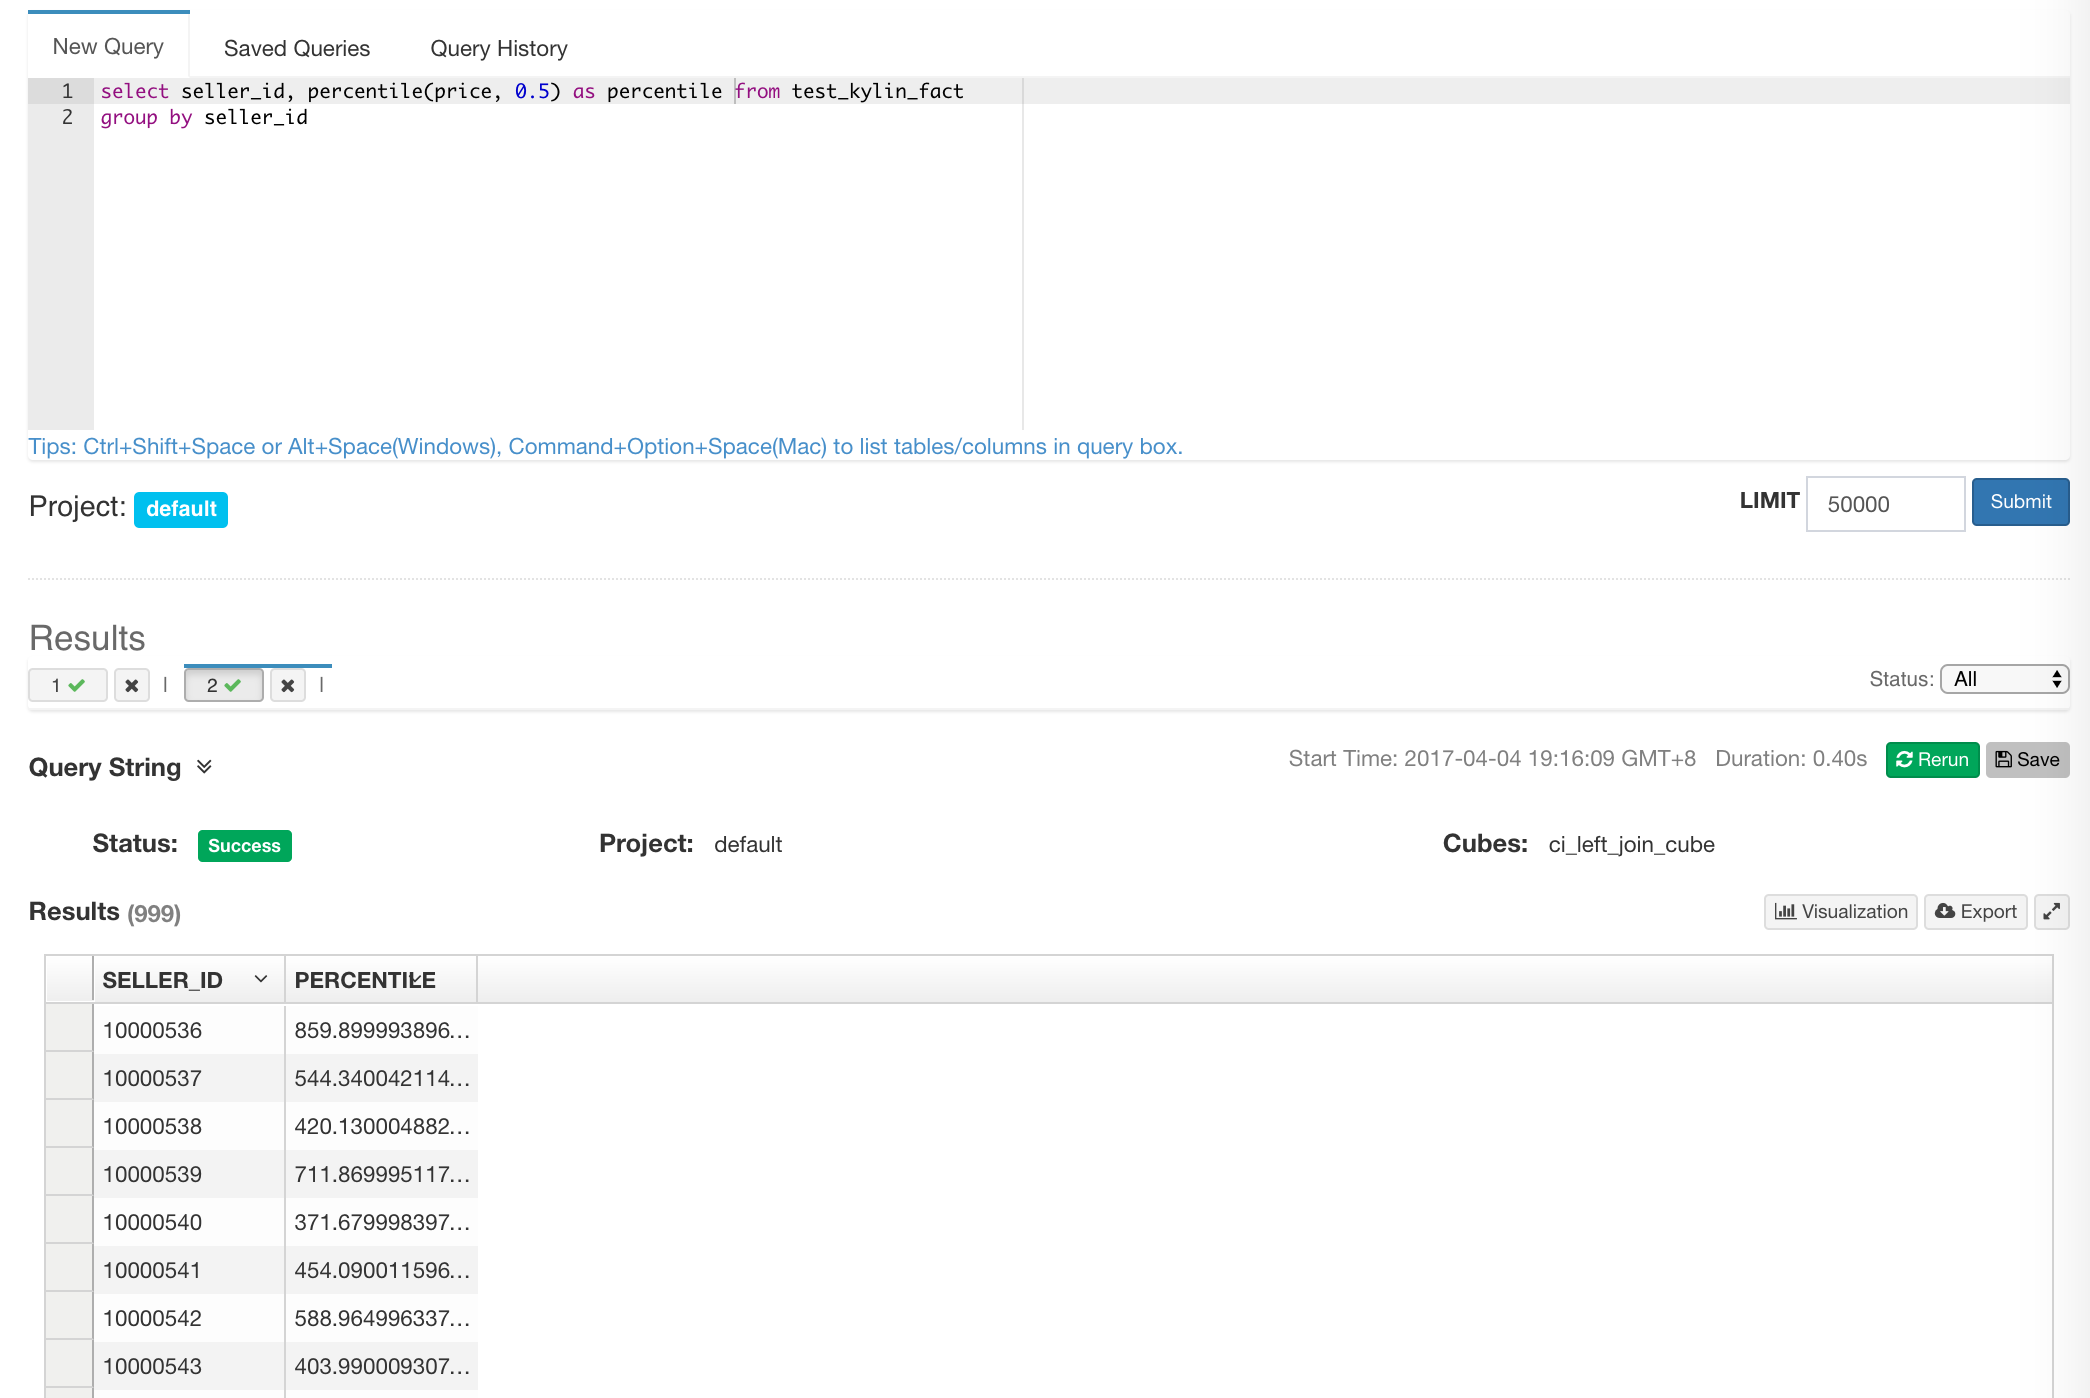 New Query Saved Queries Query History
1 select seller_id, percentile(price, 0.5) as percentile from test_kylin_fact
2 group by seller_id
Tips: Ctrl+Shift+Space or Alt+Space(Windows), Command+Option+Space(Mac) to list tables/columns in query box.
Project: default LIMIT 50000 Submit
Results
1 | 2 | Status: All
Query String Start Time: 2017-04-04 19:16:09 GMT+8 Duration: 0.40s Rerun Save
Status: Success Project: default Cubes: ci_left_join_cube
Results (999) Visualization Export
SELLER_ID PERCENTILE
10000536 859.899993896...
10000537 544.340042114...
10000538 420.130004882...
10000539 711.869995117...
10000540 371.679998397...
10000541 454.090011596...
10000542 588.964996337...
10000543 403.990009307...